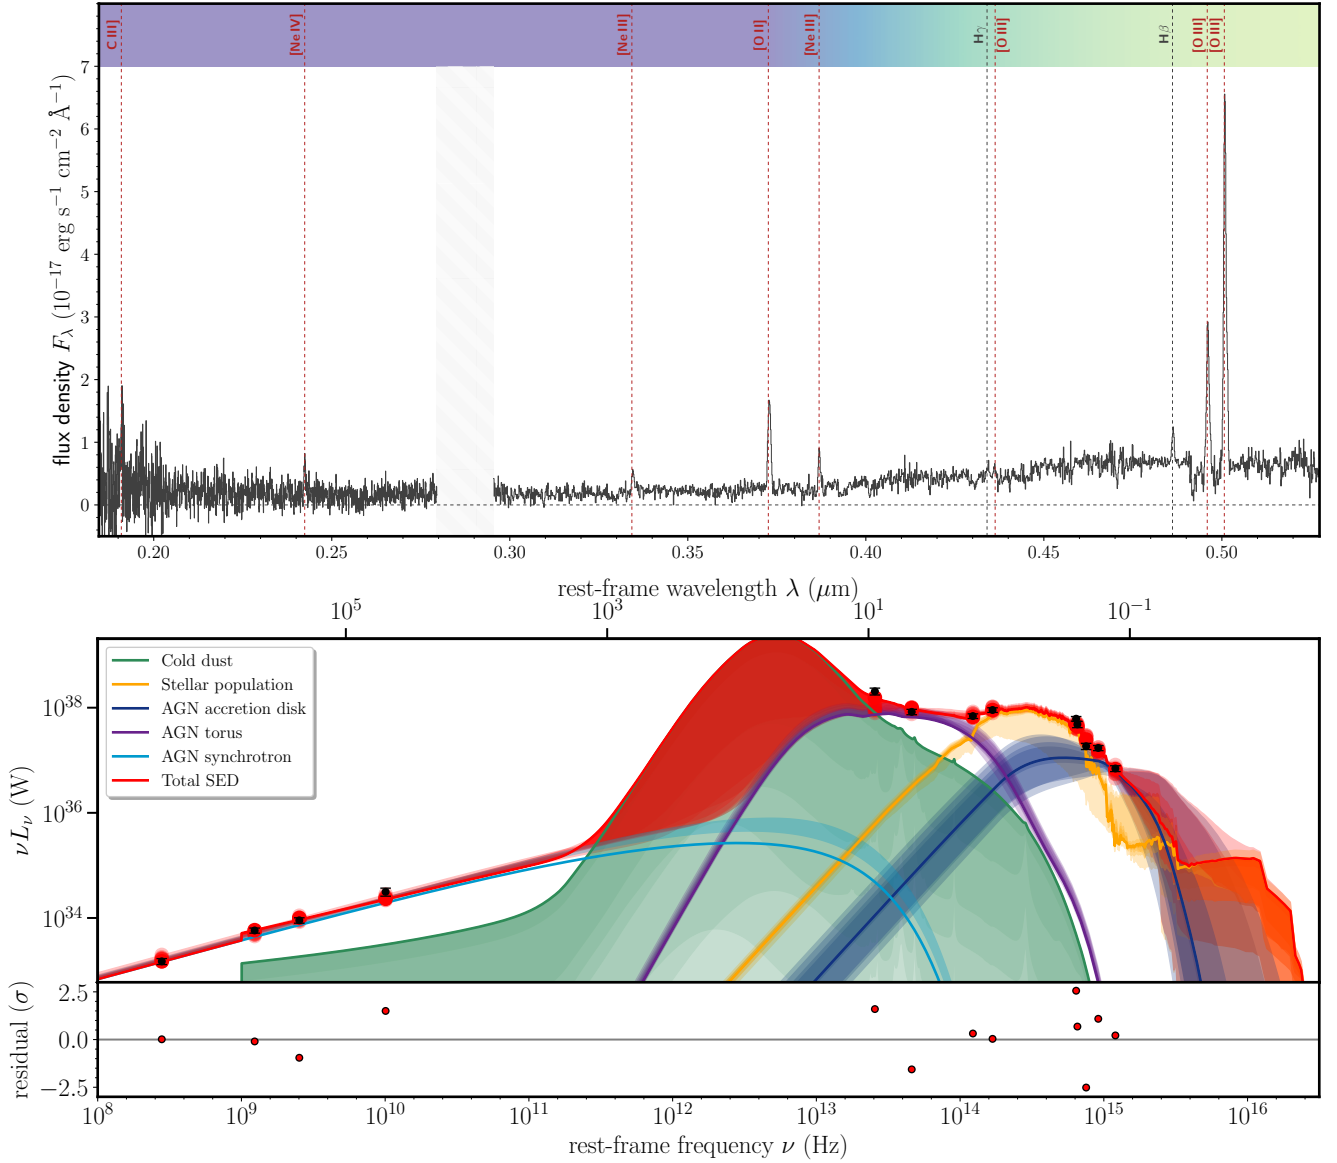 C III]
[Ne IV]
[Ne III]
[O II]
[Ne III]
Hγ
[O III]
Hβ
[O III]
[O III]
flux density F_λ (10⁻¹⁷ erg s⁻¹ cm⁻² Å⁻¹)
7
6
5
4
3
2
1
0
0.20 0.25 0.30 0.35 0.40 0.45 0.50
rest-frame wavelength λ (μm)
10⁵ 10³ 10¹ 10⁻¹
Cold dust
Stellar population
AGN accretion disk
AGN torus
AGN synchrotron
Total SED
νL_ν (W)
10³⁸
10³⁶
10³⁴
residual (σ)
2.5
0.0
−2.5
10⁸ 10⁹ 10¹⁰ 10¹¹ 10¹² 10¹³ 10¹⁴ 10¹⁵ 10¹⁶
rest-frame frequency ν (Hz)